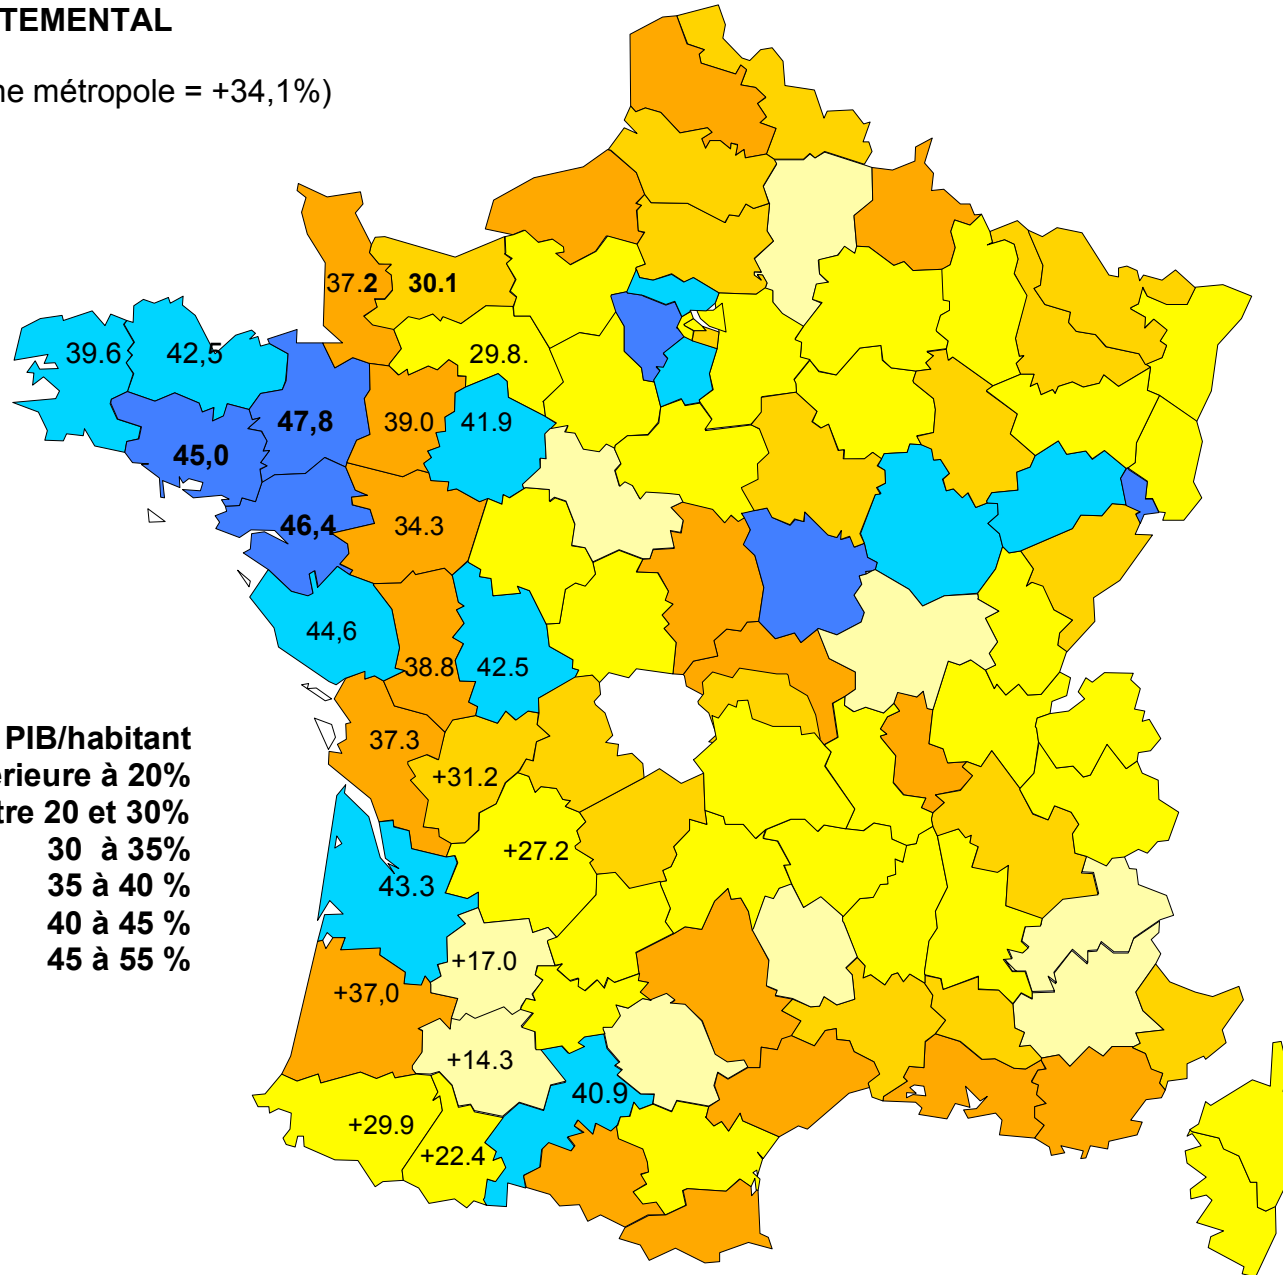 TEMENTAL
ne métropole = +34,1%)
37.2
30.1
39.6
42,5
29.8.
47,8
39.0
41.9
45,0
46,4
34.3
44,6
38.8
42.5
PIB/habitant
37.3
érieure à 20%
+31.2
tre 20 et 30%
30 à 35%
+27.2
35 à 40 %
43.3
40 à 45 %
45 à 55 %
+17.0
+37,0
+14.3
40.9
+29.9
+22.4